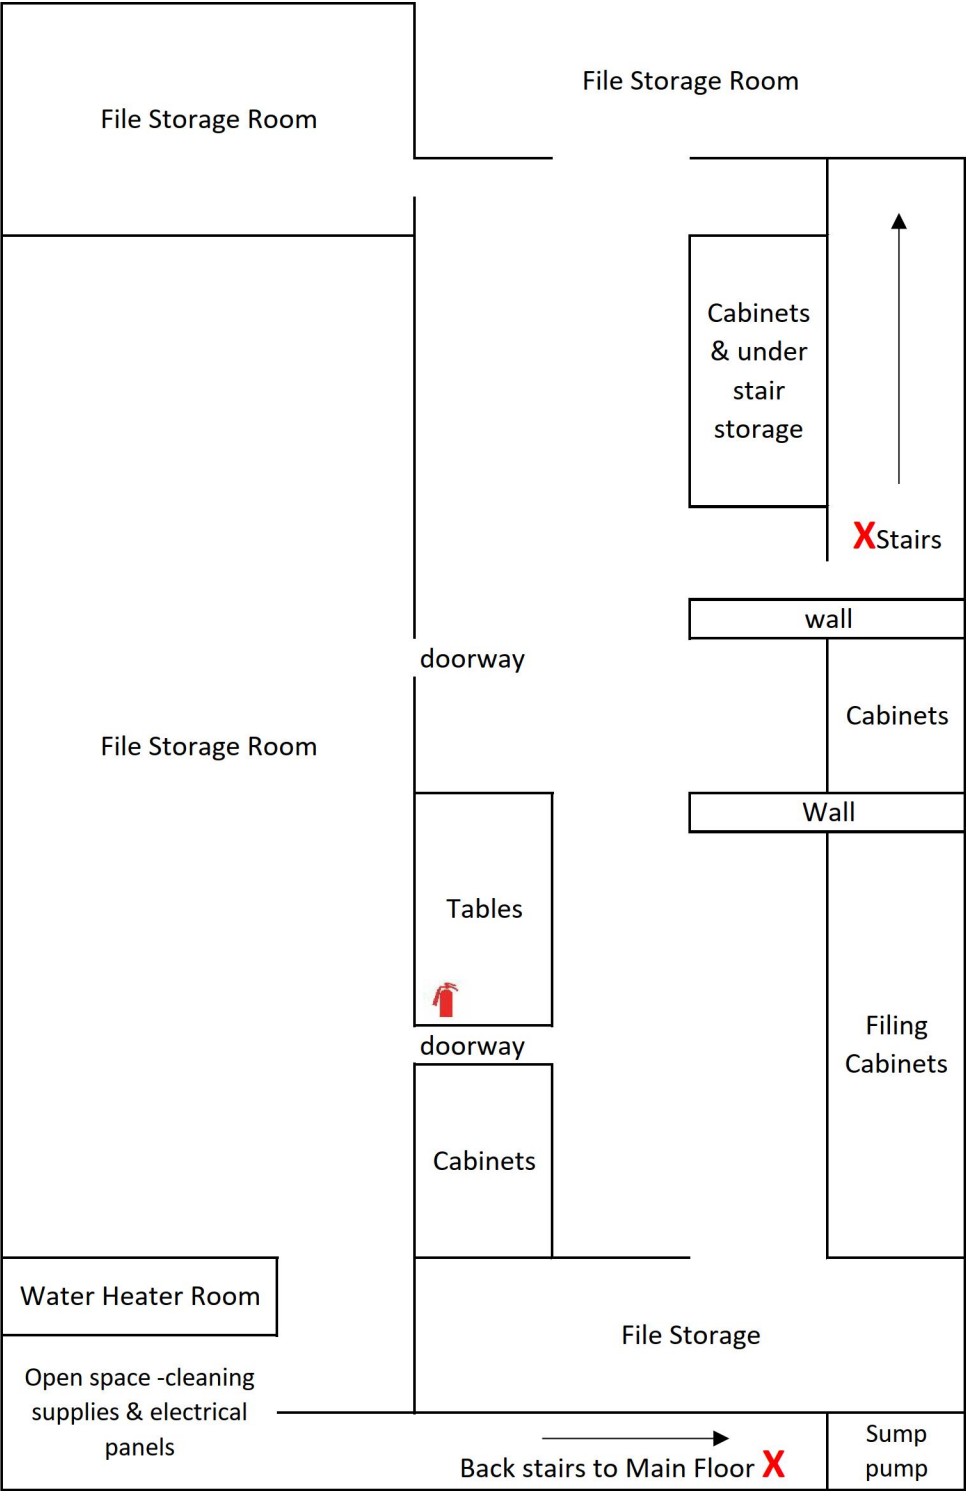 File Storage Room
File Storage Room
Cabinets
& under
stair
storage
XStairs
wall
doorway
Cabinets
File Storage Room
Wall
Tables
Filing
Cabinets
doorway
Cabinets
Water Heater Room
File Storage
Open space -cleaning
supplies & electrical
panels
Back stairs to Main Floor X
Sump
pump